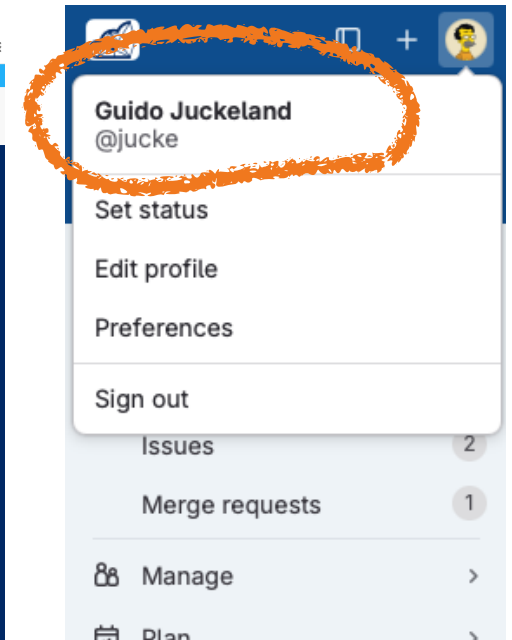 Guido Juckeland
@jucke
Set status
Edit profile
Preferences
Sign out
Issues
2
Merge requests
1
Manage
Plan